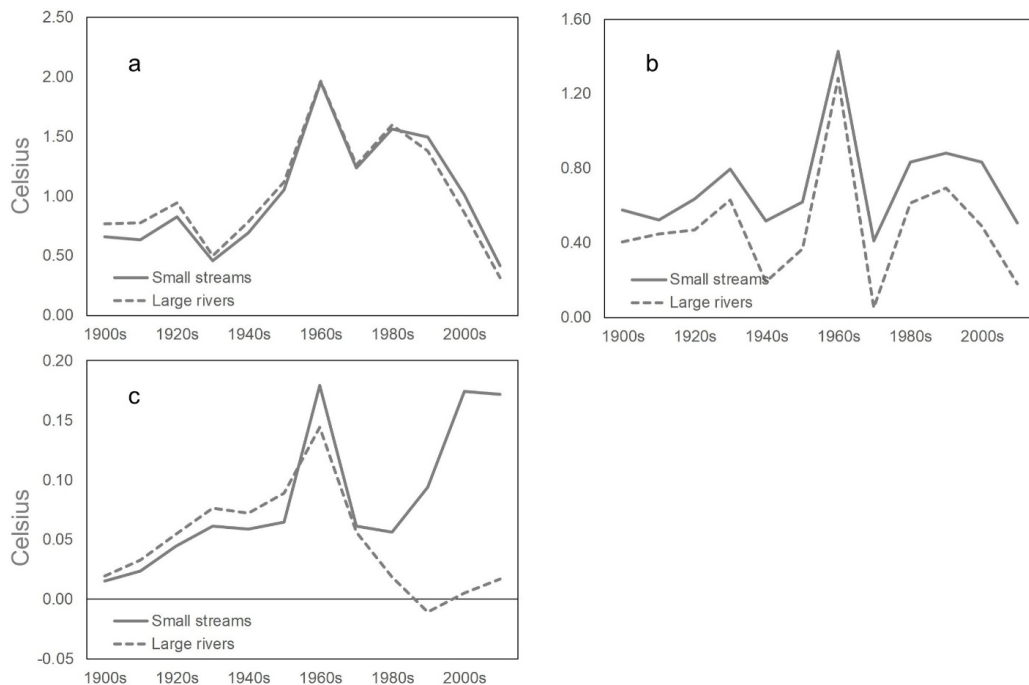 a
Celsius
2.50
2.00
1.50
1.00
0.50
0.00
Small streams
Large rivers
1900s 1920s 1940s 1960s 1980s 2000s
b
1.60
1.20
0.80
0.40
0.00
Small streams
Large rivers
1900s 1920s 1940s 1960s 1980s 2000s
c
Celsius
0.20
0.15
0.10
0.05
0.00
-0.05
Small streams
Large rivers
1900s 1920s 1940s 1960s 1980s 2000s